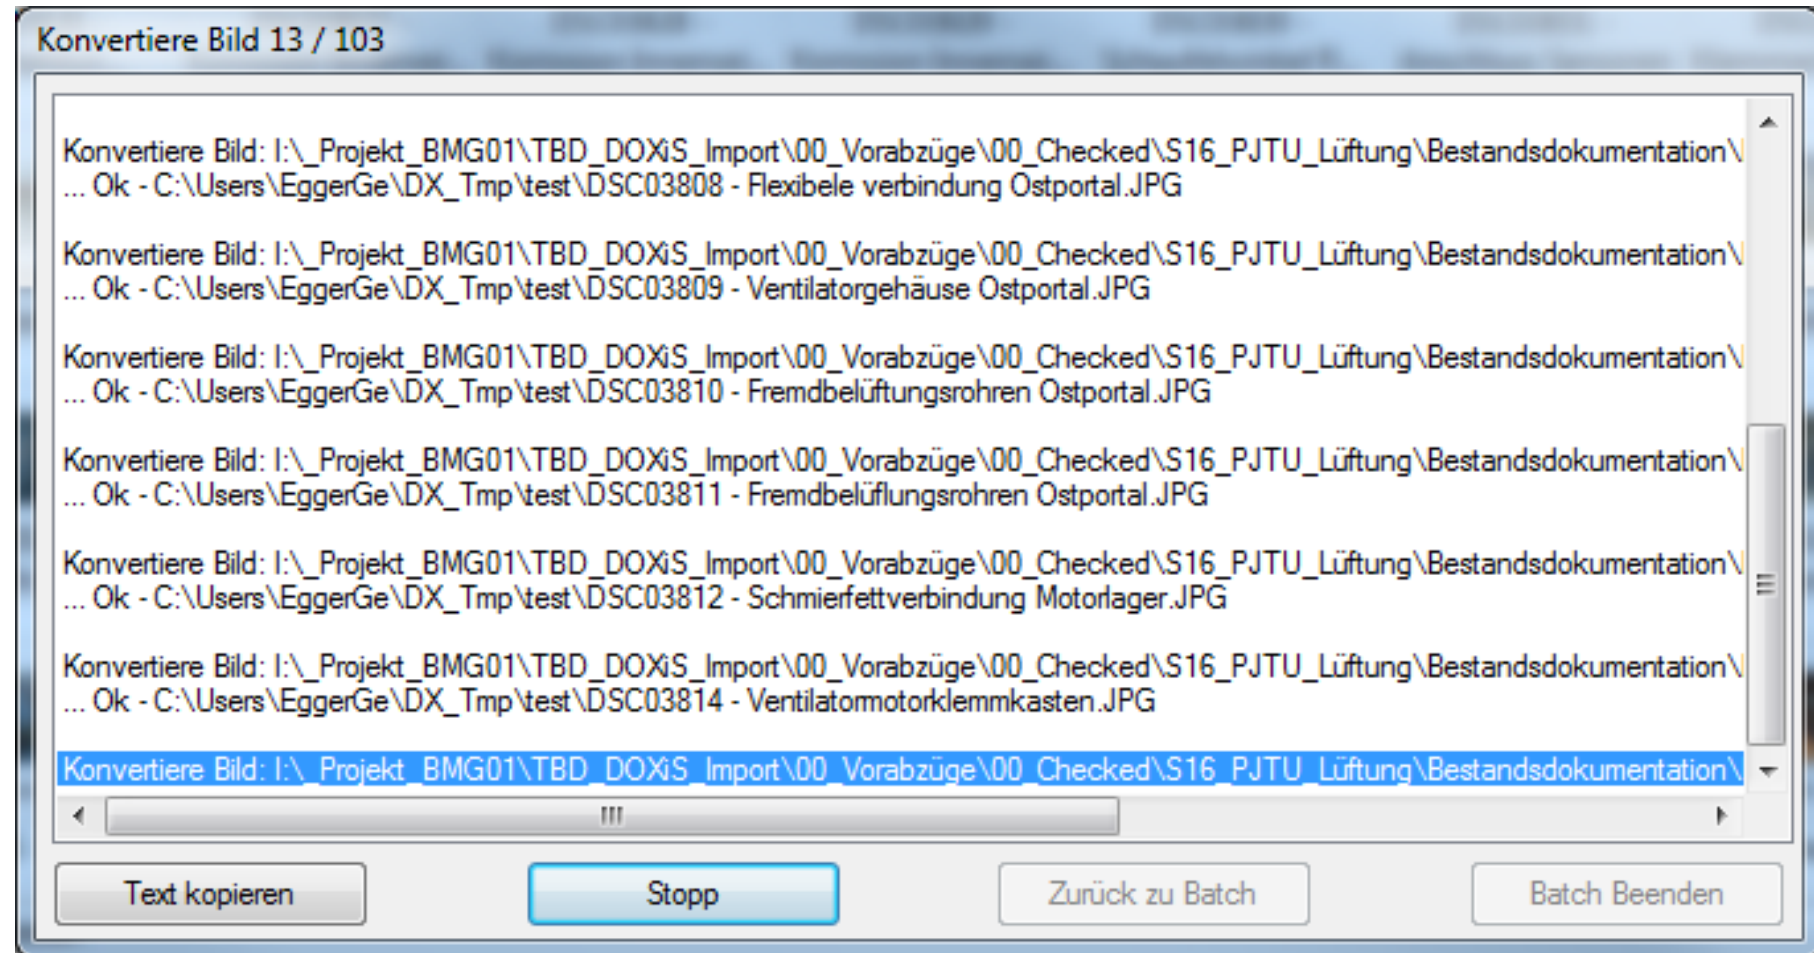 Konvertiere Bild 13 / 103
Konvertiere Bild: I:\_Projekt_BMG01\TBD_DOXiS_Import\00_Vorabzüge\00_Checked\S16_PJTU_Lüftung\Bestandsdokumentation\
... Ok - C:\Users\EggerGe\DX_Tmp\test\DSC03808 - Flexibele verbindung Ostportal.JPG
Konvertiere Bild: I:\_Projekt_BMG01\TBD_DOXiS_Import\00_Vorabzüge\00_Checked\S16_PJTU_Lüftung\Bestandsdokumentation\
... Ok - C:\Users\EggerGe\DX_Tmp\test\DSC03809 - Ventilatorgehäuse Ostportal.JPG
Konvertiere Bild: I:\_Projekt_BMG01\TBD_DOXiS_Import\00_Vorabzüge\00_Checked\S16_PJTU_Lüftung\Bestandsdokumentation\
... Ok - C:\Users\EggerGe\DX_Tmp\test\DSC03810 - Fremdbelüftungsrohren Ostportal.JPG
Konvertiere Bild: I:\_Projekt_BMG01\TBD_DOXiS_Import\00_Vorabzüge\00_Checked\S16_PJTU_Lüftung\Bestandsdokumentation\
... Ok - C:\Users\EggerGe\DX_Tmp\test\DSC03811 - Fremdbelüflungsrohren Ostportal.JPG
Konvertiere Bild: I:\_Projekt_BMG01\TBD_DOXiS_Import\00_Vorabzüge\00_Checked\S16_PJTU_Lüftung\Bestandsdokumentation\
... Ok - C:\Users\EggerGe\DX_Tmp\test\DSC03812 - Schmierfettverbindung Motorlager.JPG
Konvertiere Bild: I:\_Projekt_BMG01\TBD_DOXiS_Import\00_Vorabzüge\00_Checked\S16_PJTU_Lüftung\Bestandsdokumentation\
... Ok - C:\Users\EggerGe\DX_Tmp\test\DSC03814 - Ventilatormotorklemmkasten.JPG
Konvertiere Bild: I:\_Projekt_BMG01\TBD_DOXiS_Import\00_Vorabzüge\00_Checked\S16_PJTU_Lüftung\Bestandsdokumentation\
Text kopieren
Stopp
Zurück zu Batch
Batch Beenden